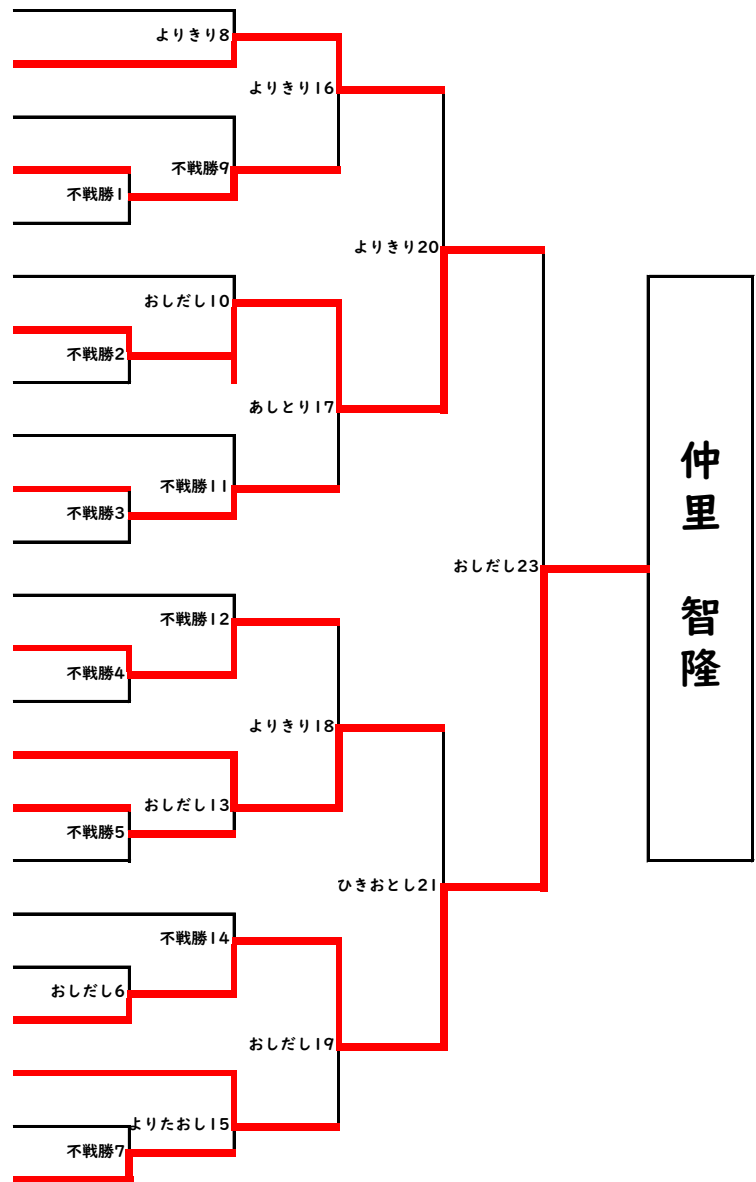 よりきり8
よりきり16
不戦勝9
不戦勝1
よりきり20
おしだし10
不戦勝2
あしとり17
不戦勝11
不戦勝3
おしだし23
仲里 智隆
不戦勝12
不戦勝4
よりきり18
おしだし13
不戦勝5
ひきおとし21
不戦勝14
おしだし6
おしだし19
よりたおし15
不戦勝7